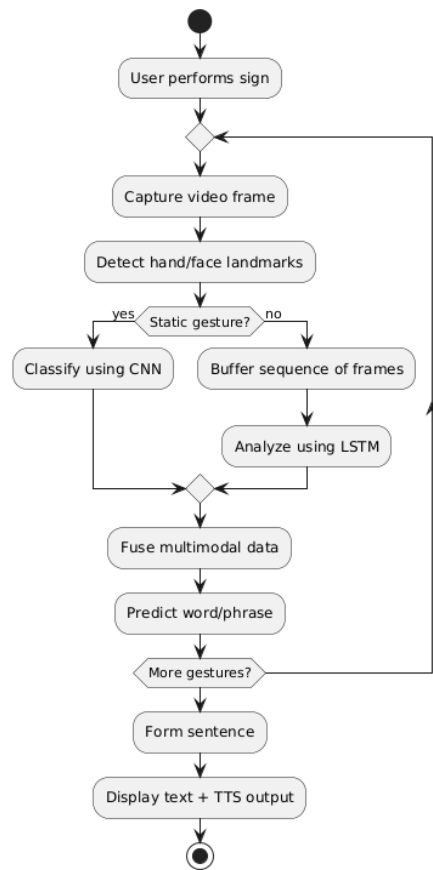 User performs sign
Capture video frame
Detect hand/face landmarks
yes
Static gesture?
no
Classify using CNN
Buffer sequence of frames
Analyze using LSTM
Fuse multimodal data
Predict word/phrase
More gestures?
Form sentence
Display text + TTS output